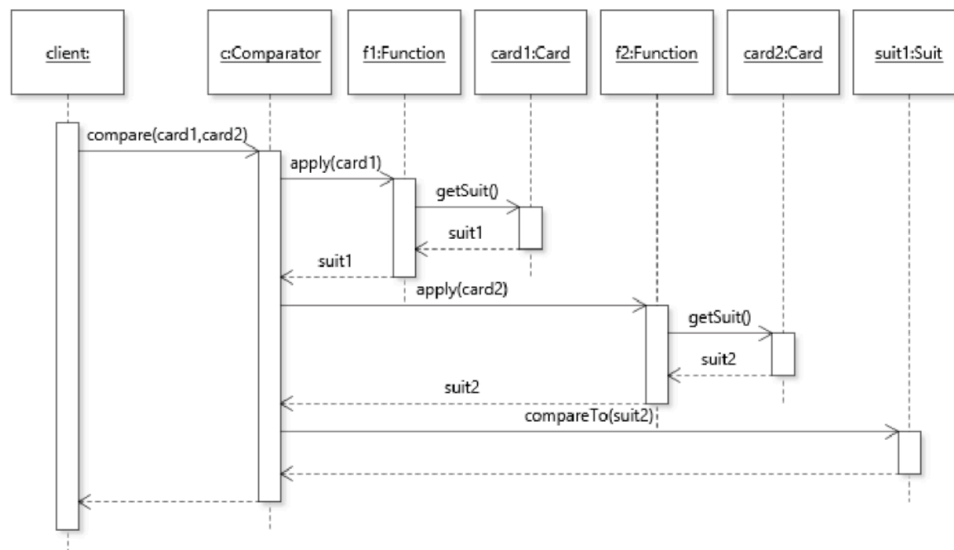 client:
c:Comparator
f1:Function
card1:Card
f2:Function
card2:Card
suit1:Suit
compare(card1,card2)
apply(card1)
getSuit()
suit1
suit1
apply(card2)
getSuit()
suit2
suit2
compareTo(suit2)